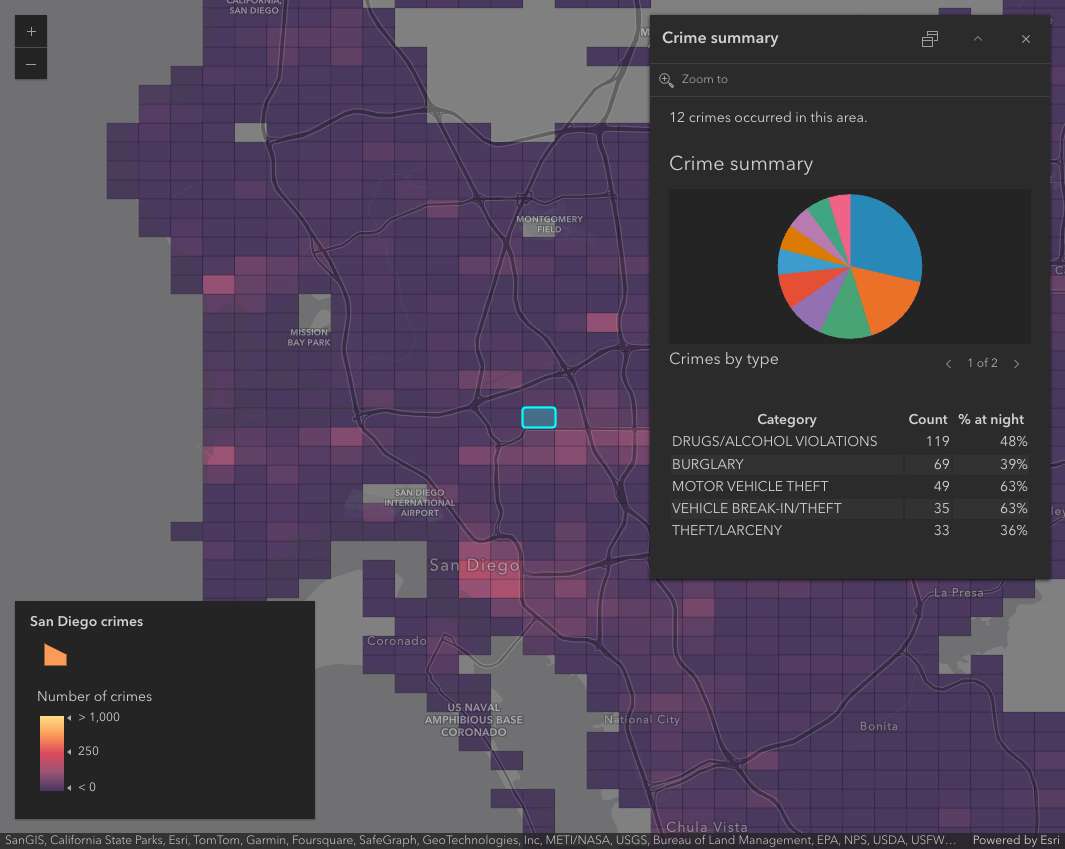 CALIFORNIA,
SAN DIEGO
+
−
MONTGOMERY
FIELD
MISSION
BAY PARK
SAN DIEGO
INTERNATIONAL
AIRPORT
San Diego
Coronado
US NAVAL
AMPHIBIOUS BASE
CORONADO
National City
Chula Vista
Bonita
La Presa
Crime summary
Zoom to
12 crimes occurred in this area.
Crime summary
Crimes by type
1 of 2
Category Count % at night
DRUGS/ALCOHOL VIOLATIONS 119 48%
BURGLARY 69 39%
MOTOR VEHICLE THEFT 49 63%
VEHICLE BREAK-IN/THEFT 35 63%
THEFT/LARCENY 33 36%
San Diego crimes
Number of crimes
> 1,000
250
< 0
SanGIS, California State Parks, Esri, TomTom, Garmin, Foursquare, SafeGraph, GeoTechnologies, Inc, METI/NASA, USGS, Bureau of Land Management, EPA, NPS, USDA, USFW… Powered by Esri